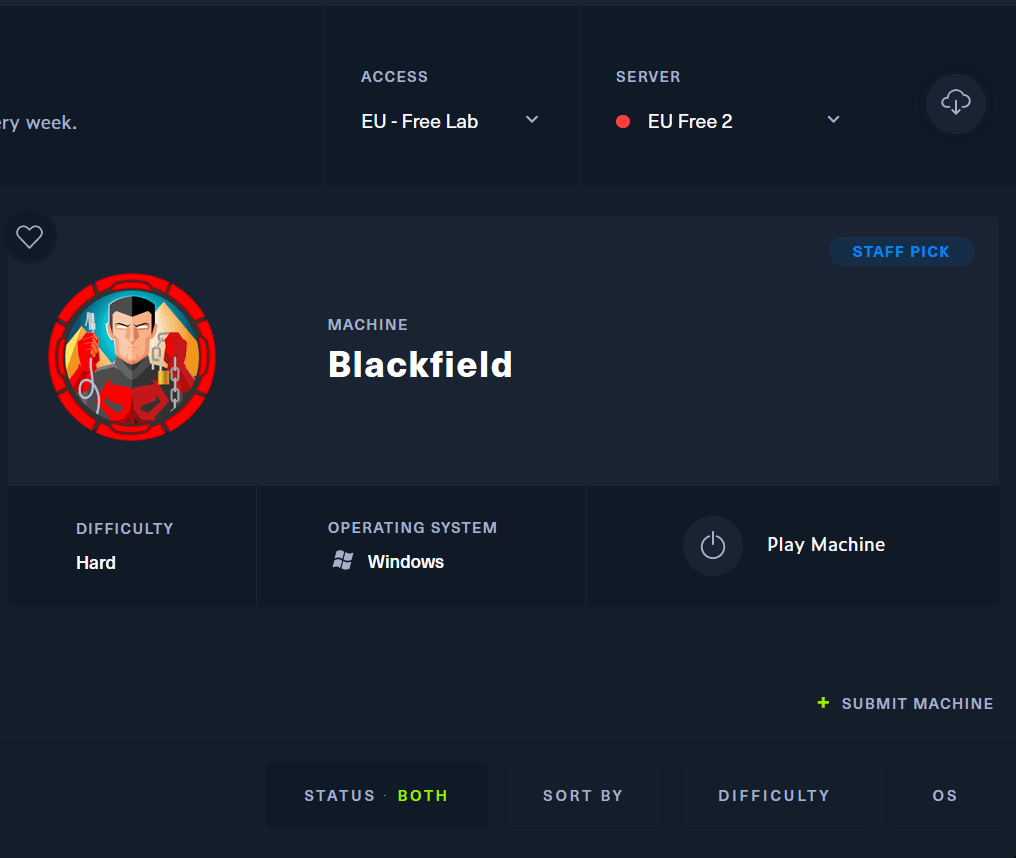 ACCESS
SERVER
ery week.
EU - Free Lab
EU Free 2
STAFF PICK
MACHINE
Blackfield
DIFFICULTY
OPERATING SYSTEM
Hard
Windows
Play Machine
+ SUBMIT MACHINE
STATUS · BOTH
SORT BY
DIFFICULTY
OS